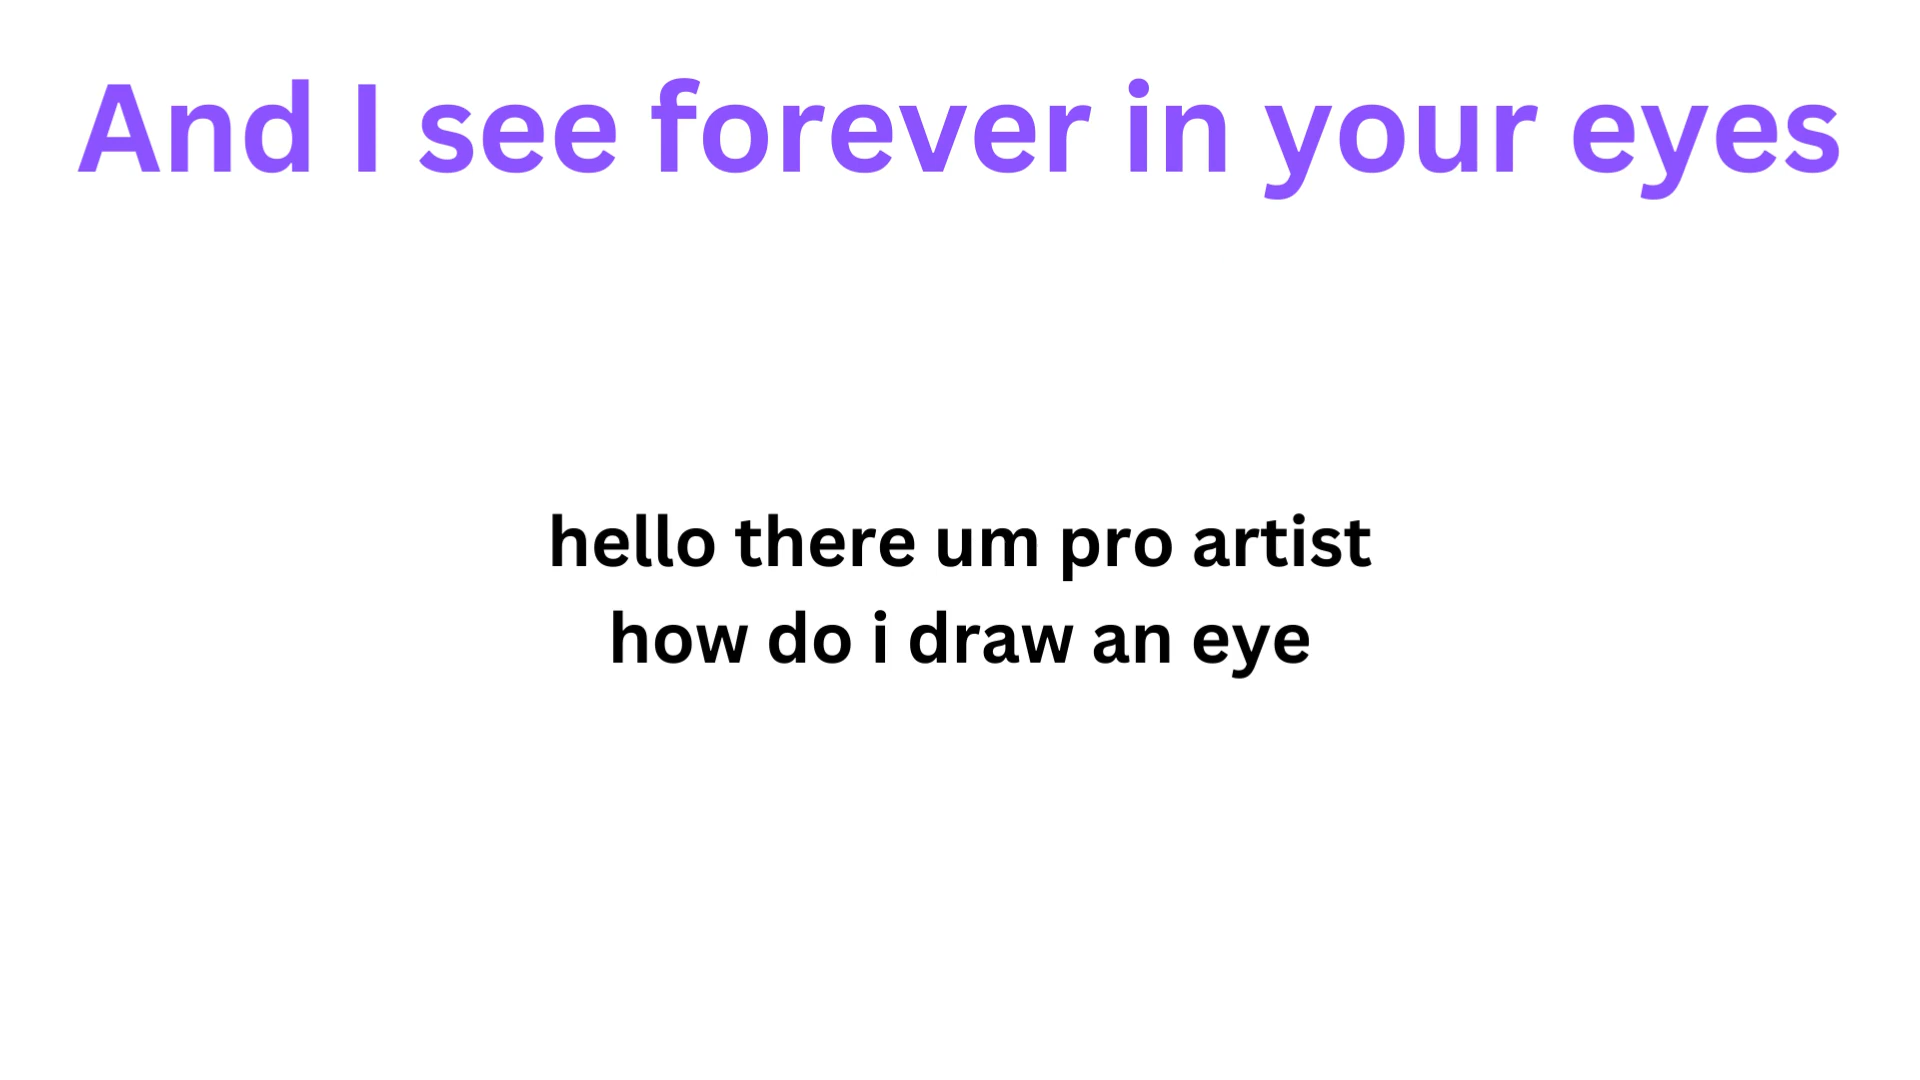 And I see forever in your eyes
hello there um pro artist
how do i draw an eye